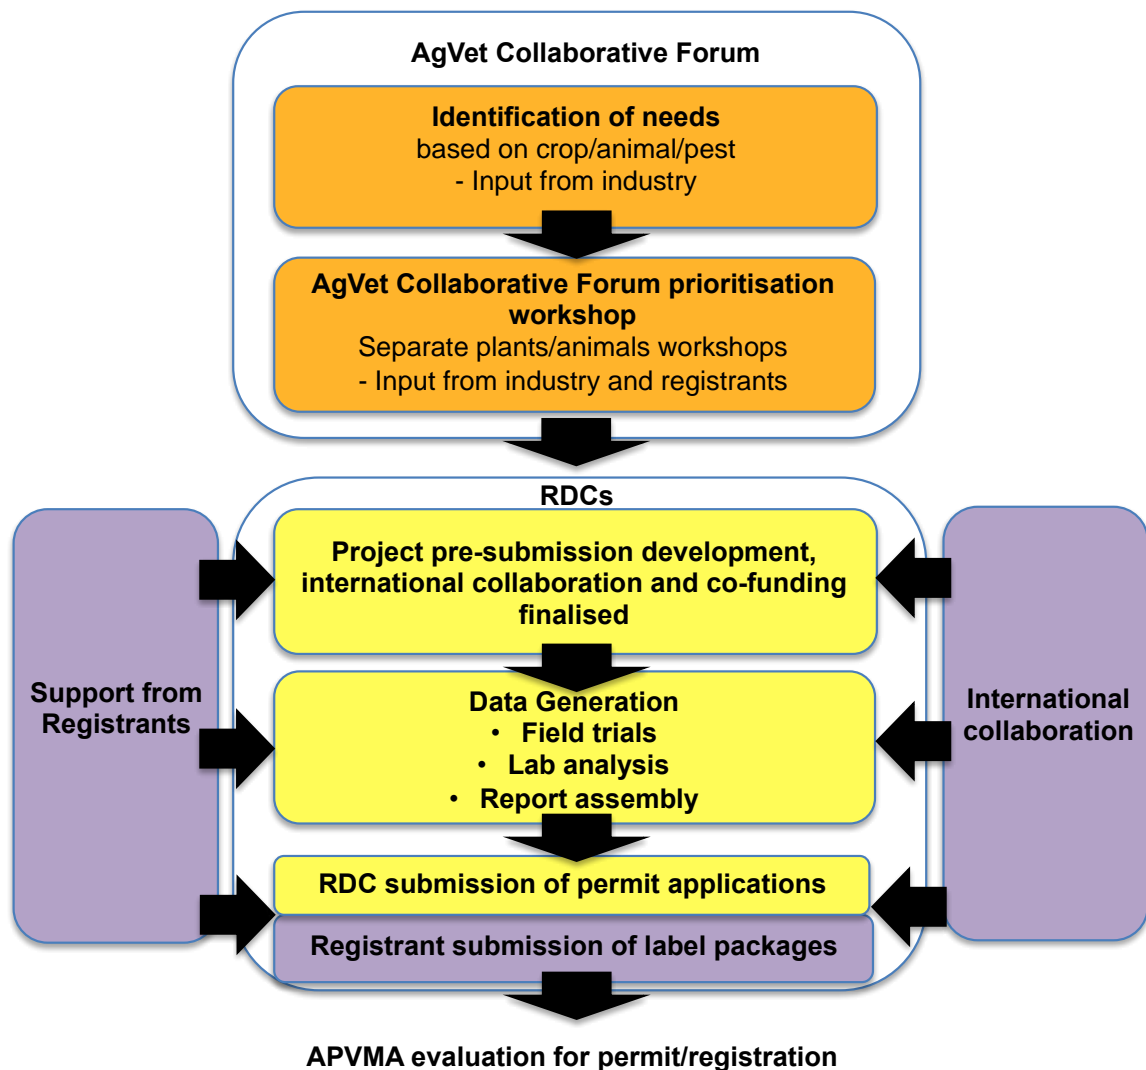 AgVet Collaborative Forum
Identification of needs
based on crop/animal/pest
- Input from industry
AgVet Collaborative Forum prioritisation
workshop
Separate plants/animals workshops
- Input from industry and registrants
RDCs
Project pre-submission development,
international collaboration and co-funding
finalised
Support from
Registrants
Data Generation
• Field trials
• Lab analysis
• Report assembly
International
collaboration
RDC submission of permit applications
Registrant submission of label packages
APVMA evaluation for permit/registration